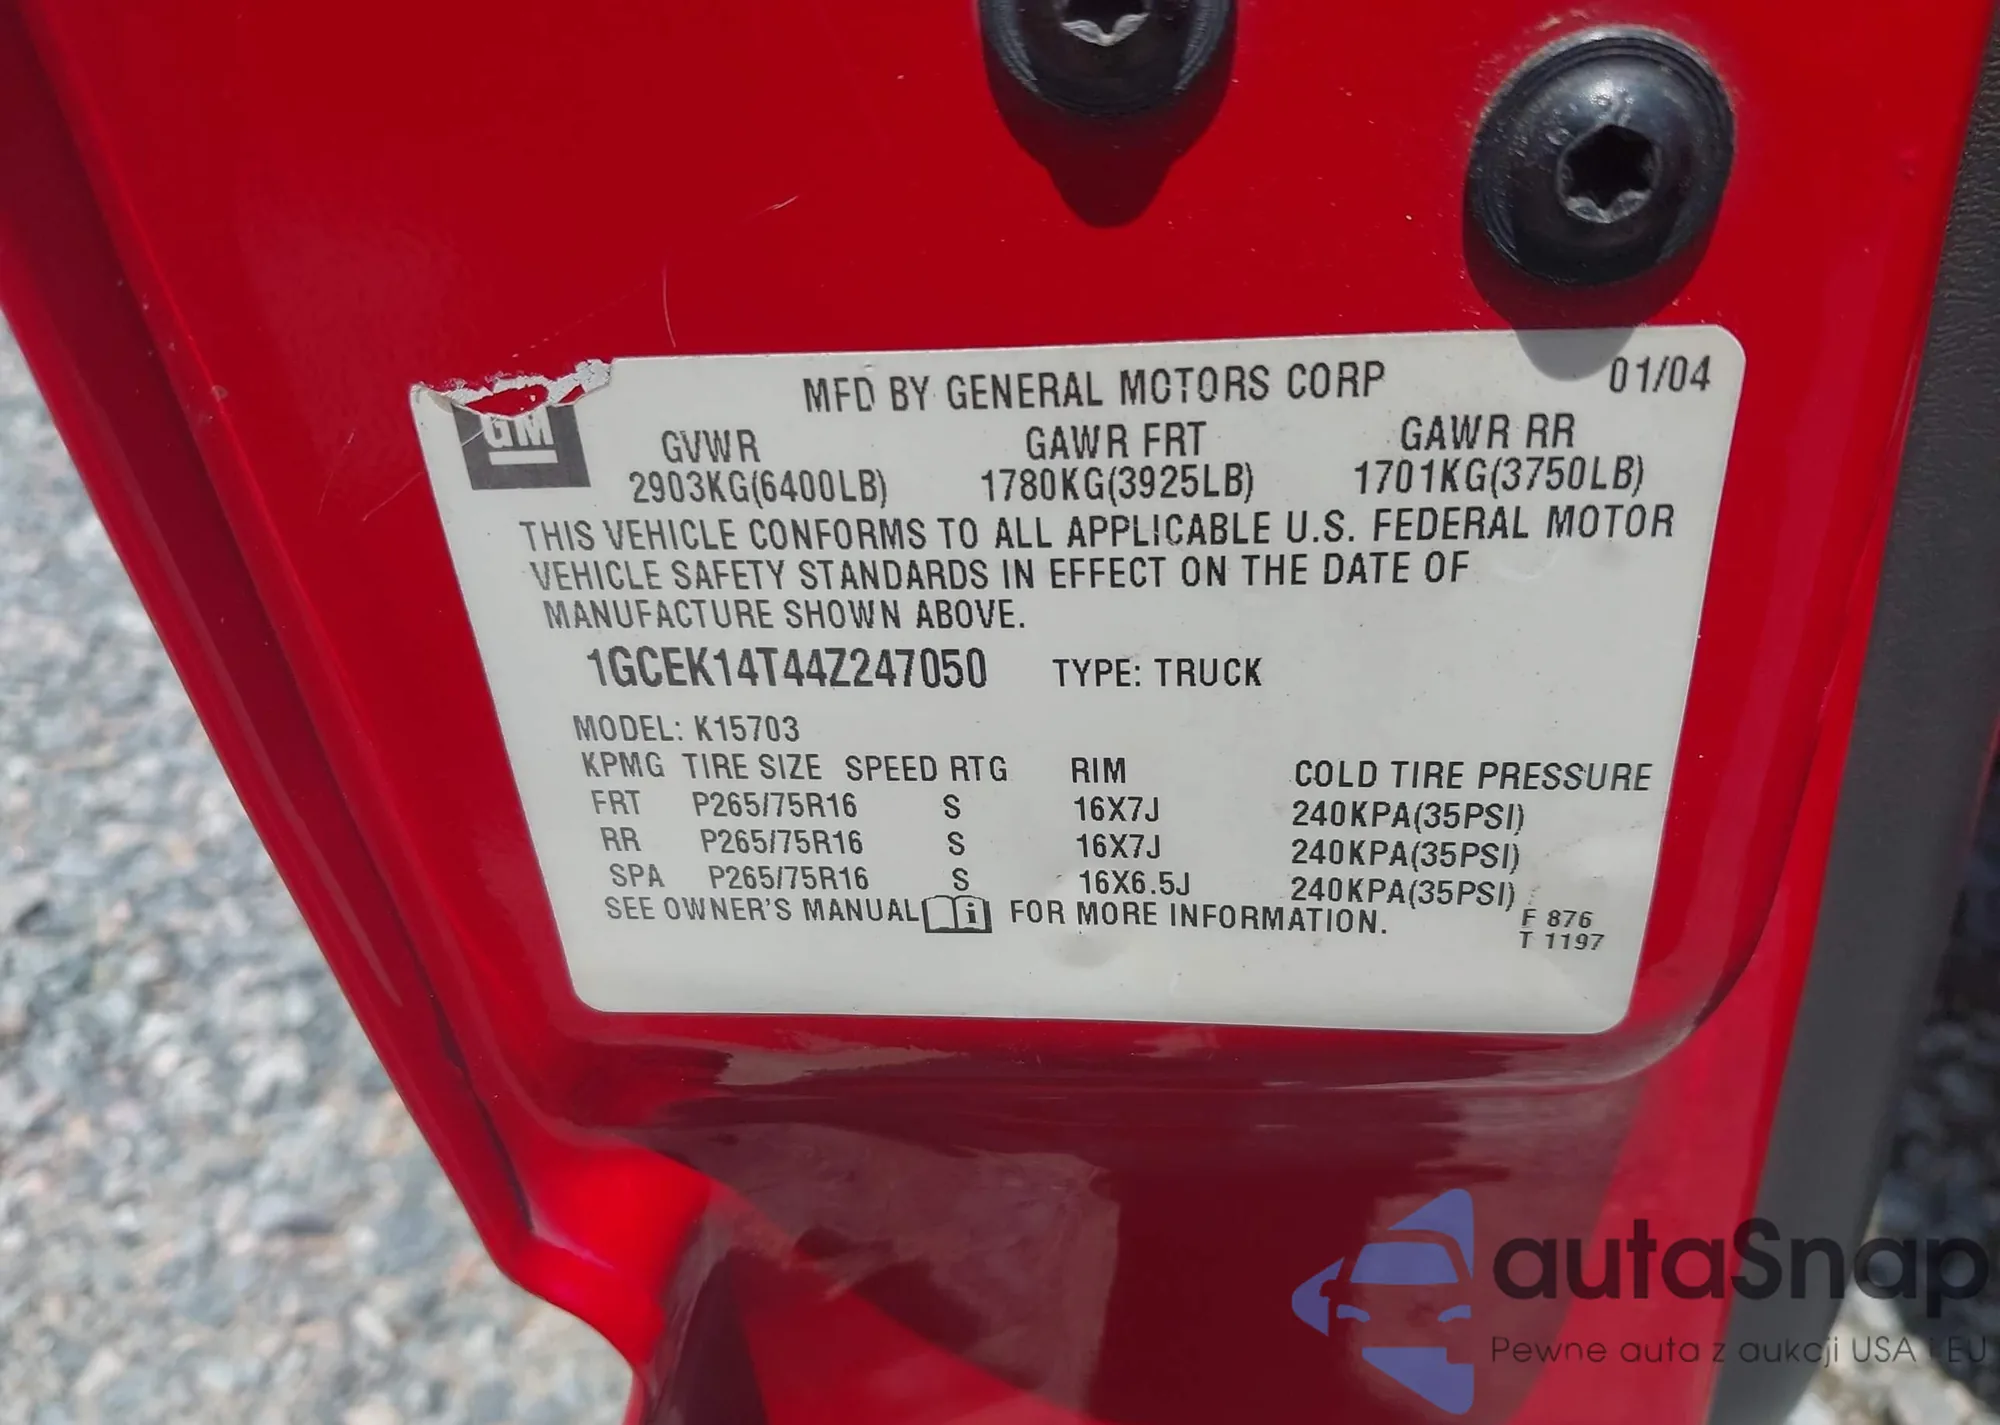 MFD BY GENERAL MOTORS CORP 01/04
GM
GVWR GAWR FRT GAWR RR
2903KG(6400LB) 1780KG(3925LB) 1701KG(3750LB)
THIS VEHICLE CONFORMS TO ALL APPLICABLE U.S. FEDERAL MOTOR
VEHICLE SAFETY STANDARDS IN EFFECT ON THE DATE OF
MANUFACTURE SHOWN ABOVE.
1GCEK14T44Z247050 TYPE: TRUCK
MODEL: K15703
KPMG TIRE SIZE SPEED RTG RIM COLD TIRE PRESSURE
FRT P265/75R16 S 16X7J 240KPA(35PSI)
RR P265/75R16 S 16X7J 240KPA(35PSI)
SPA P265/75R16 S 16X6.5J 240KPA(35PSI)
SEE OWNER'S MANUAL i FOR MORE INFORMATION.
F 876
T 1197
autaSnap
Pewne auta z aukcji USA i EU